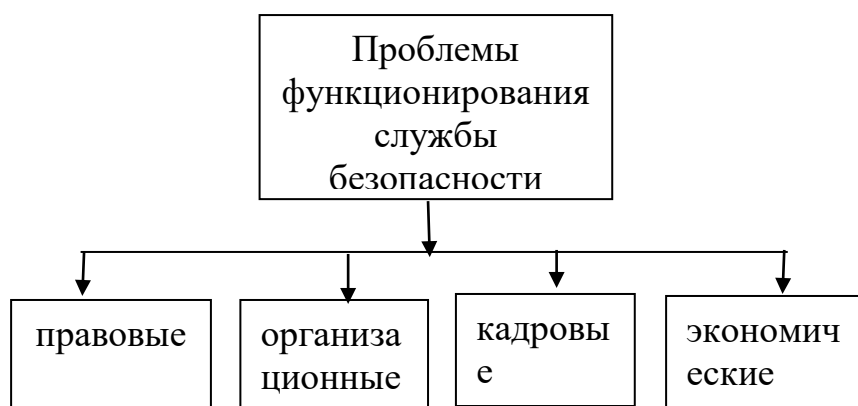 Проблемы
функционирования
службы
безопасности
правовые
организа
ционные
кадровы
е
экономич
еские